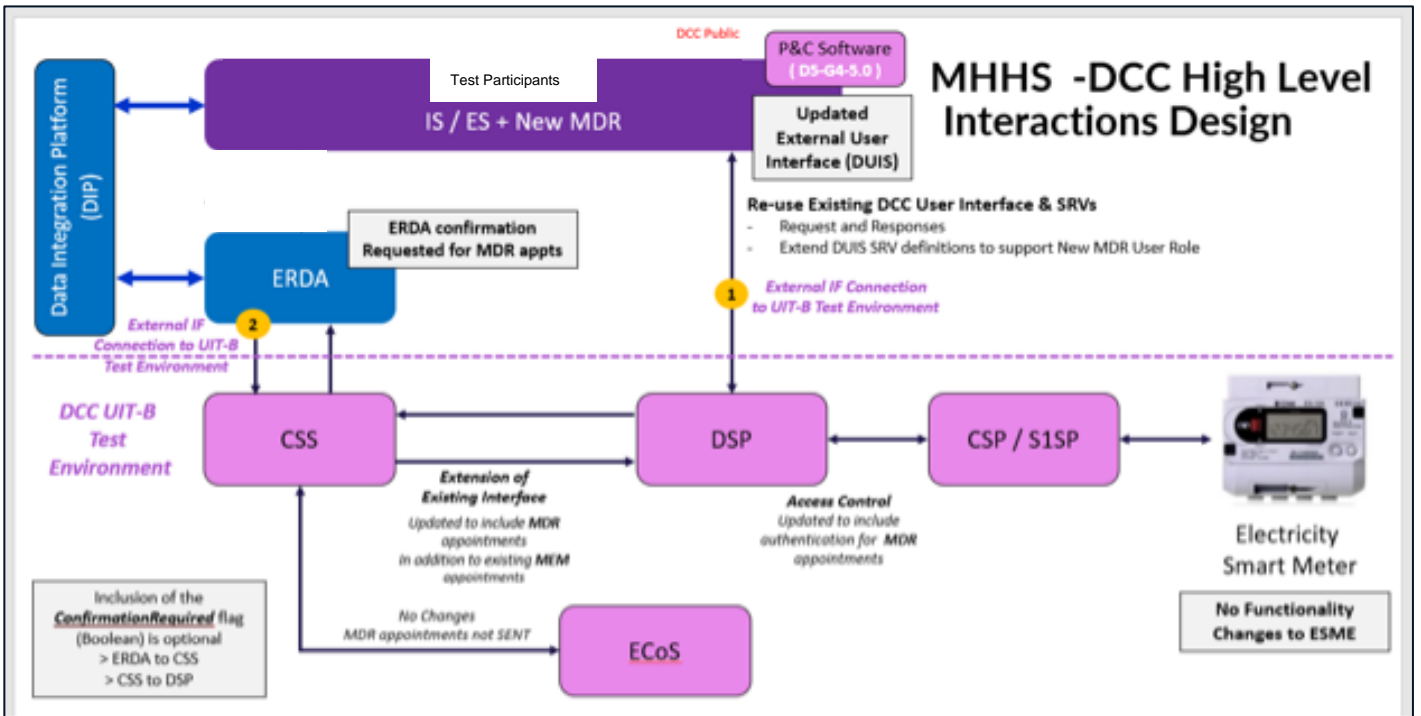 DCC Public
P&C Software
( D5-G4-5.0 )
MHHS -DCC High Level
Interactions Design
Test Participants
IS / ES + New MDR
Updated
External User
Interface (DUIS)
Data Integration Platform
(DIP)
Re-use Existing DCC User Interface & SRVs
- Request and Responses
- Extend DUIS SRV definitions to support New MDR User Role
ERDA confirmation
Requested for MDR appts
ERDA
1
External IF Connection
to UIT-B Test Environment
2
External IF
Connection to UIT-B
Test Environment
DCC UIT-B
Test
Environment
CSS
DSP
CSP / S1SP
Extension of
Existing Interface
Updated to include MDR
appointments
In addition to existing MEM
appointments
Access Control
Updated to include
authentication for MDR
appointments
Electricity
Smart Meter
No Functionality
Changes to ESME
Inclusion of the
ConfirmationRequired flag
(Boolean) is optional
> ERDA to CSS
> CSS to DSP
No Changes
MDR appointments not SENT
ECoS